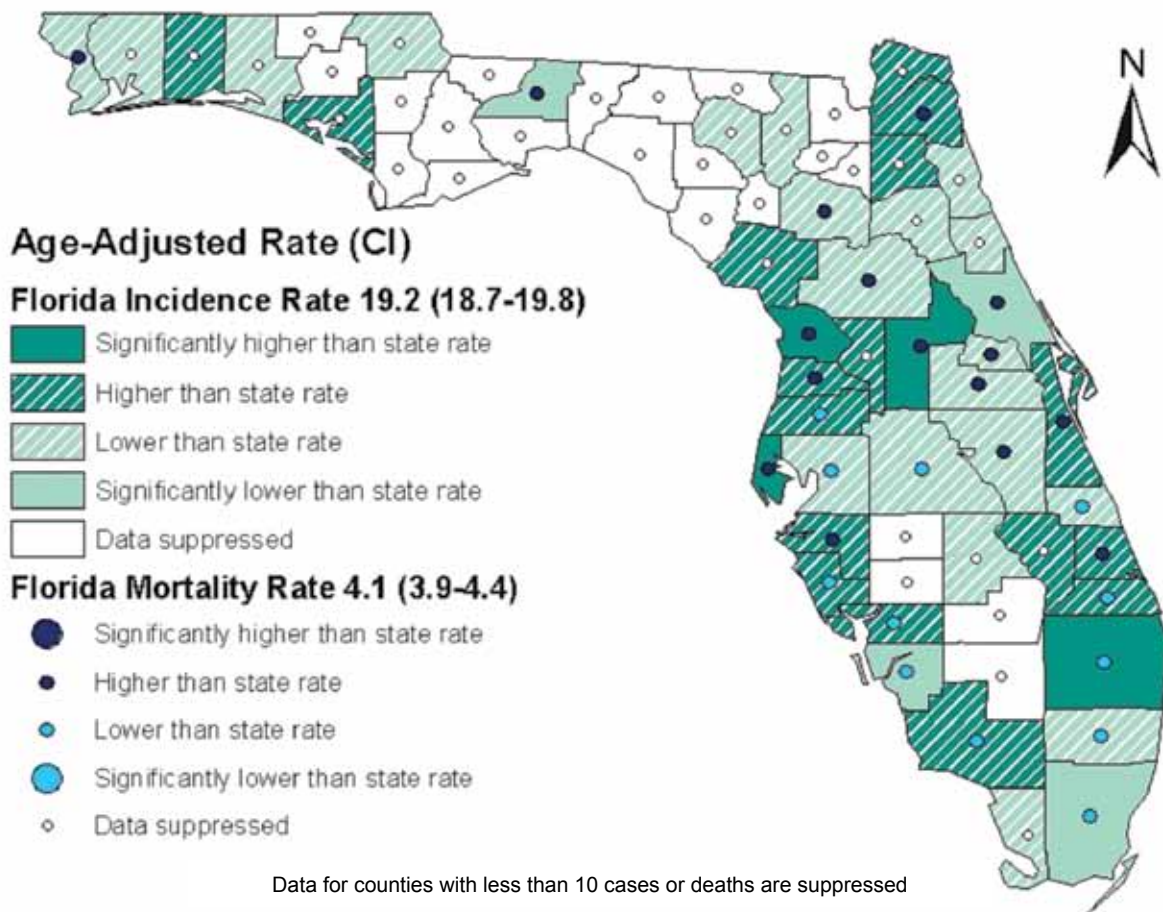 N
Age-Adjusted Rate (CI)
Florida Incidence Rate 19.2 (18.7-19.8)
Significantly higher than state rate
Higher than state rate
Lower than state rate
Significantly lower than state rate
Data suppressed
Florida Mortality Rate 4.1 (3.9-4.4)
Significantly higher than state rate
Higher than state rate
Lower than state rate
Significantly lower than state rate
Data suppressed
Data for counties with less than 10 cases or deaths are suppressed